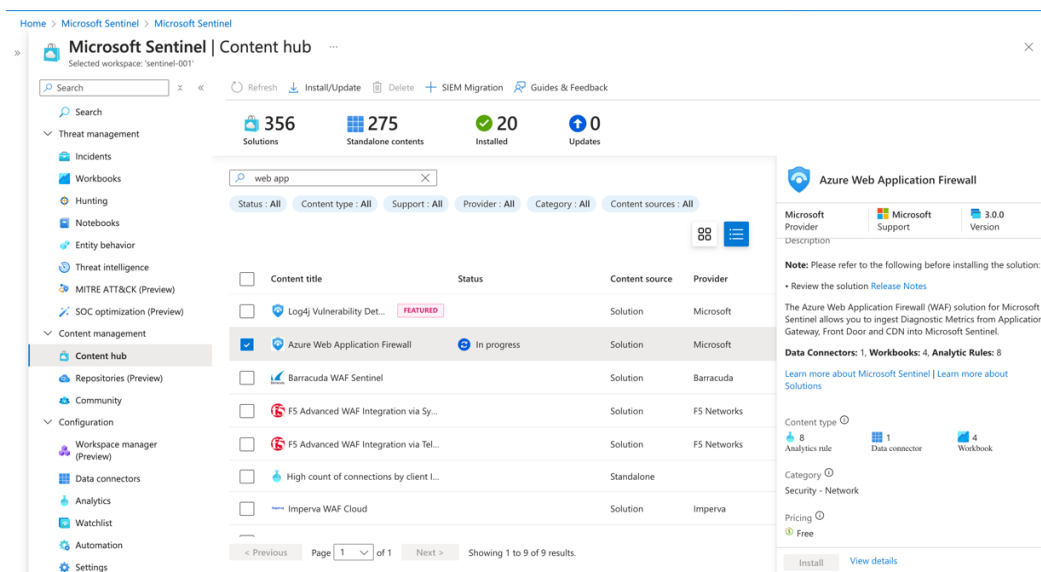 Home > Microsoft Sentinel > Microsoft Sentinel
»
Microsoft Sentinel | Content hub ...
Selected workspace: 'sentinel-001'
Search
«
Search
Threat management
Incidents
Workbooks
Hunting
Notebooks
Entity behavior
Threat intelligence
MITRE ATT&CK (Preview)
SOC optimization (Preview)
Content management
Content hub
Repositories (Preview)
Community
Configuration
Workspace manager
(Preview)
Data connectors
Analytics
Watchlist
Automation
Settings
Refresh Install/Update Delete SIEM Migration Guides & Feedback
356 275 20 0
Solutions Standalone contents Installed Updates
web app
Status : All Content type : All Support : All Provider : All Category : All Content sources : All
Content title Status Content source Provider
Log4j Vulnerability Det... FEATURED Solution Microsoft
Azure Web Application Firewall In progress Solution Microsoft
Barracuda WAF Sentinel Solution Barracuda
F5 Advanced WAF Integration via Sy... Solution F5 Networks
F5 Advanced WAF Integration via Tel... Solution F5 Networks
High count of connections by client I... Standalone
Imperva WAF Cloud Solution Imperva
< Previous Page 1 of 1 Next > Showing 1 to 9 of 9 results.
Azure Web Application Firewall
Microsoft Microsoft 3.0.0
Provider Support Version
Description
Note: Please refer to the following before installing the solution:
• Review the solution Release Notes
The Azure Web Application Firewall (WAF) solution for Microsoft
Sentinel allows you to ingest Diagnostic Metrics from Application
Gateway, Front Door and CDN into Microsoft Sentinel.
Data Connectors: 1, Workbooks: 4, Analytic Rules: 8
Learn more about Microsoft Sentinel | Learn more about
Solutions
Content type
8 1 4
Analytics rule Data connector Workbook
Category
Security - Network
Pricing
Free
Install View details